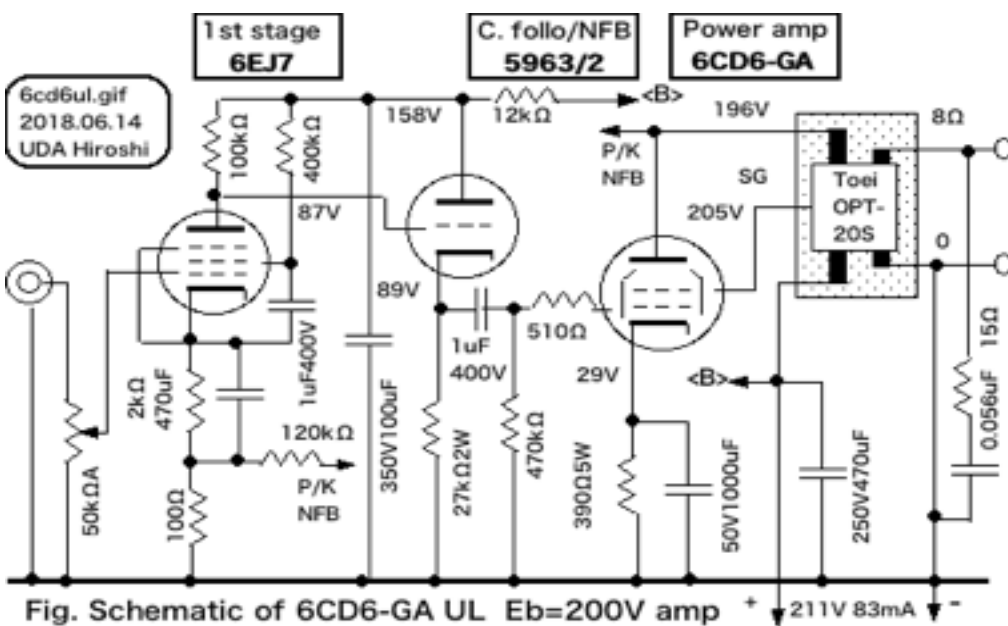 1st stage
6EJ7
C. follo/NFB
5963/2
Power amp
6CD6-GA
6cd6ul.gif
2018.06.14
UDA Hiroshi
100kΩ
400kΩ
158V
12kΩ
<B>
196V
8Ω
P/K
NFB
SG
Toei
OPT-
20S
87V
205V
0
89V
1uF
400V
510Ω
29V
<B>
15Ω
0.056uF
2kΩ
470uF
1uF400V
120kΩ
P/K
NFB
350V100uF
27kΩ2W
470kΩ
390Ω5W
50V1000uF
250V470uF
50kΩA
100Ω
Fig. Schematic of 6CD6-GA UL Eb=200V amp
+ 211V 83mA -